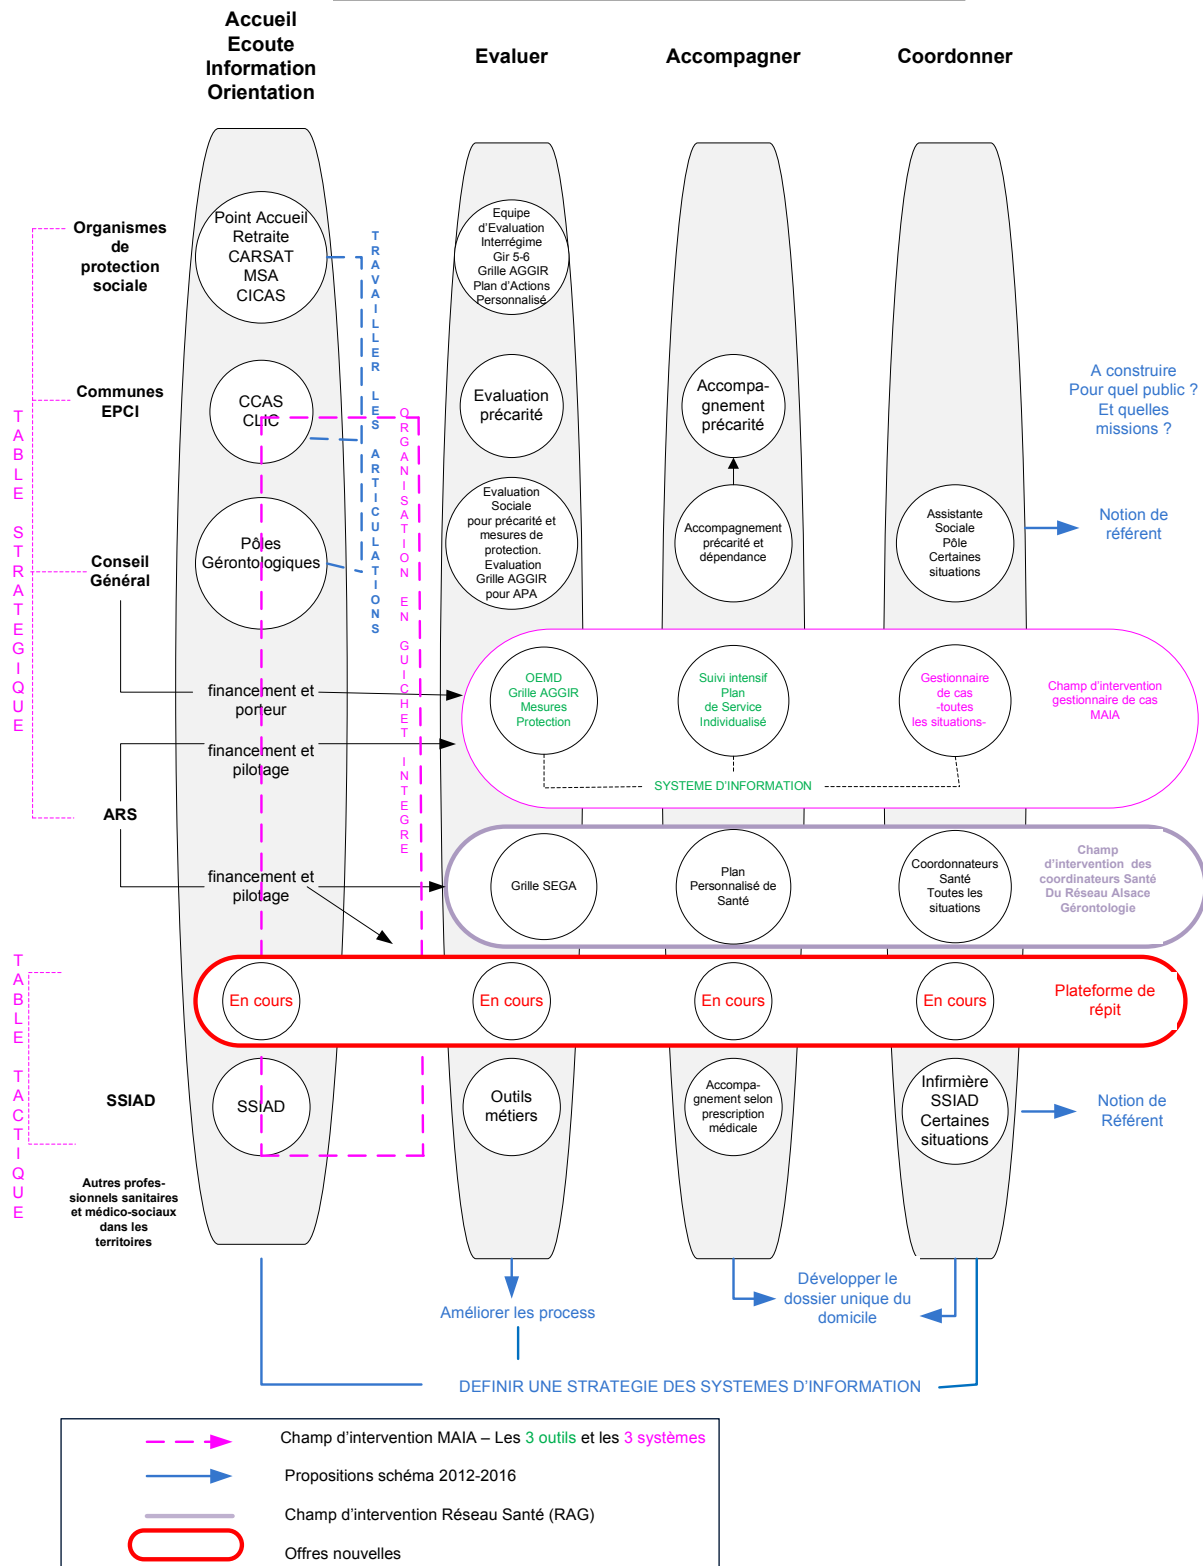 Accueil
Ecoute
Information
Orientation
Evaluer
Accompagner
Coordonner
Organismes
de
protection
sociale
Point Accueil
Retraite
CARSAT
MSA
CICAS
Equipe
d'Evaluation
Interrégime
Gir 5-6
Grille AGGIR
Plan d'Actions
Personnalisé
TRAVAILLER LES ARTICULATIONS
Communes
EPCI
CCAS
CLIC
Evaluation
précarité
Accompa-
gnement
précarité
A construire
Pour quel public ?
Et quelles
missions ?
TABLE STRATEGIQUE
ORGANISATION EN GUICHET INTEGRE
Conseil
Général
Pôles
Gérontologiques
Evaluation
Sociale
pour précarité et
mesures de
protection.
Evaluation
Grille AGGIR
pour APA
Accompagnement
précarité et
dépendance
Assistante
Sociale
Pôle
Certaines
situations
Notion de
référent
financement et
porteur
OEMD
Grille AGGIR
Mesures
Protection
Suivi intensif
Plan
de Service
Individualisé
Gestionnaire
de cas
-toutes
les situations-
Champ d'intervention
gestionnaire de cas
MAIA
financement et
pilotage
SYSTEME D'INFORMATION
ARS
financement et
pilotage
Grille SEGA
Plan
Personnalisé de
Santé
Coordonnateurs
Santé
Toutes les
situations
Champ
d'intervention des
coordinateurs Santé
Du Réseau Alsace
Gérontologie
TABLE TACTIQUE
En cours
En cours
En cours
En cours
Plateforme de
répit
SSIAD
SSIAD
Outils
métiers
Accompa-
gnement selon
prescription
médicale
Infirmière
SSIAD
Certaines
situations
Notion de
Référent
Autres profes-
sionnels sanitaires
et médico-sociaux
dans les
territoires
Améliorer les process
Développer le
dossier unique du
domicile
DEFINIR UNE STRATEGIE DES SYSTEMES D'INFORMATION
Champ d'intervention MAIA – Les 3 outils et les 3 systèmes
Propositions schéma 2012-2016
Champ d'intervention Réseau Santé (RAG)
Offres nouvelles